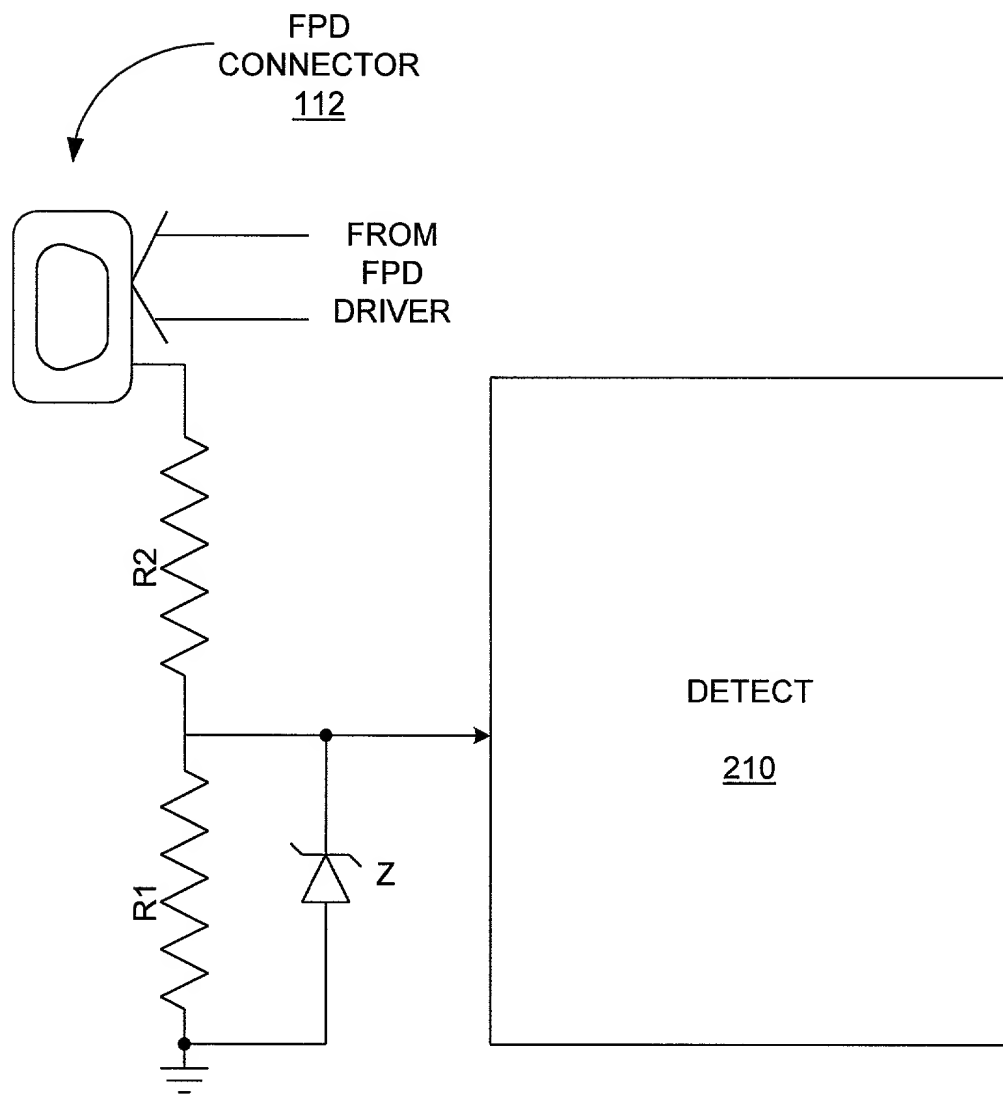 FPD
CONNECTOR
112
FROM
FPD
DRIVER
R2
DETECT
210
R1
Z